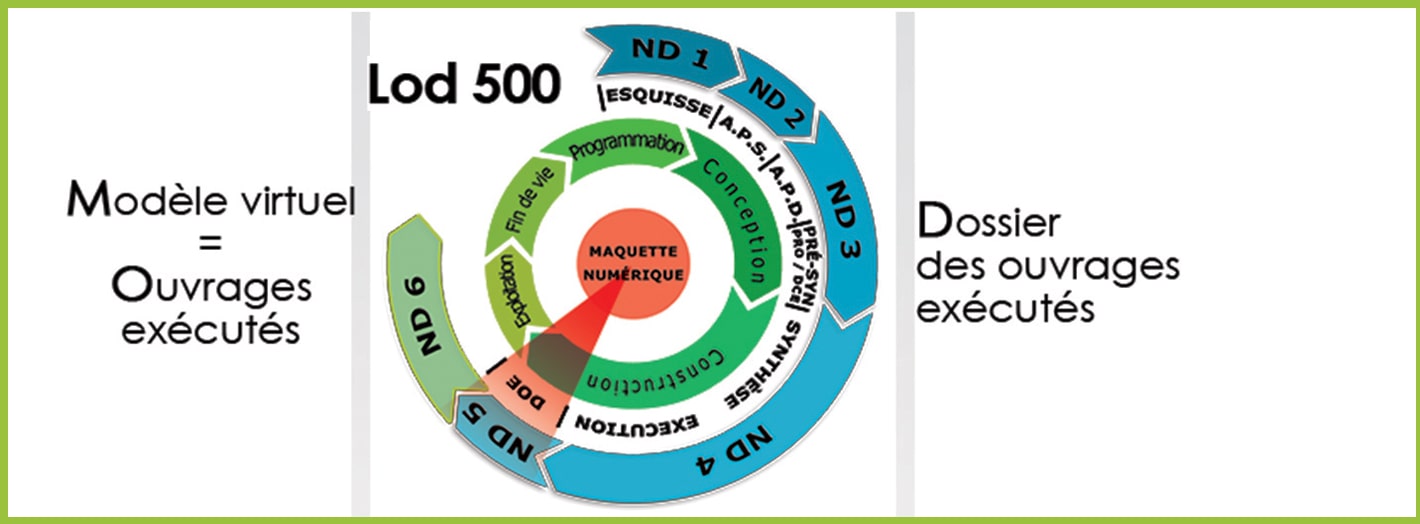 Modèle virtuel
=
Ouvrages
exécutés
Lod 500
ND 1
ND 2
ND 3
ND 4
ND 5
ND 6
|ESQUISSE|A.P.S.|A.P.D.|PRÉ-SYN
PRO / DCE|
SYNTHÈSE
EXECUTION
|DOE|
Programmation
Conception
Construction
Exploitation
Fin de vie
MAQUETTE
NUMÉRIQUE
Dossier
des ouvrages
exécutés